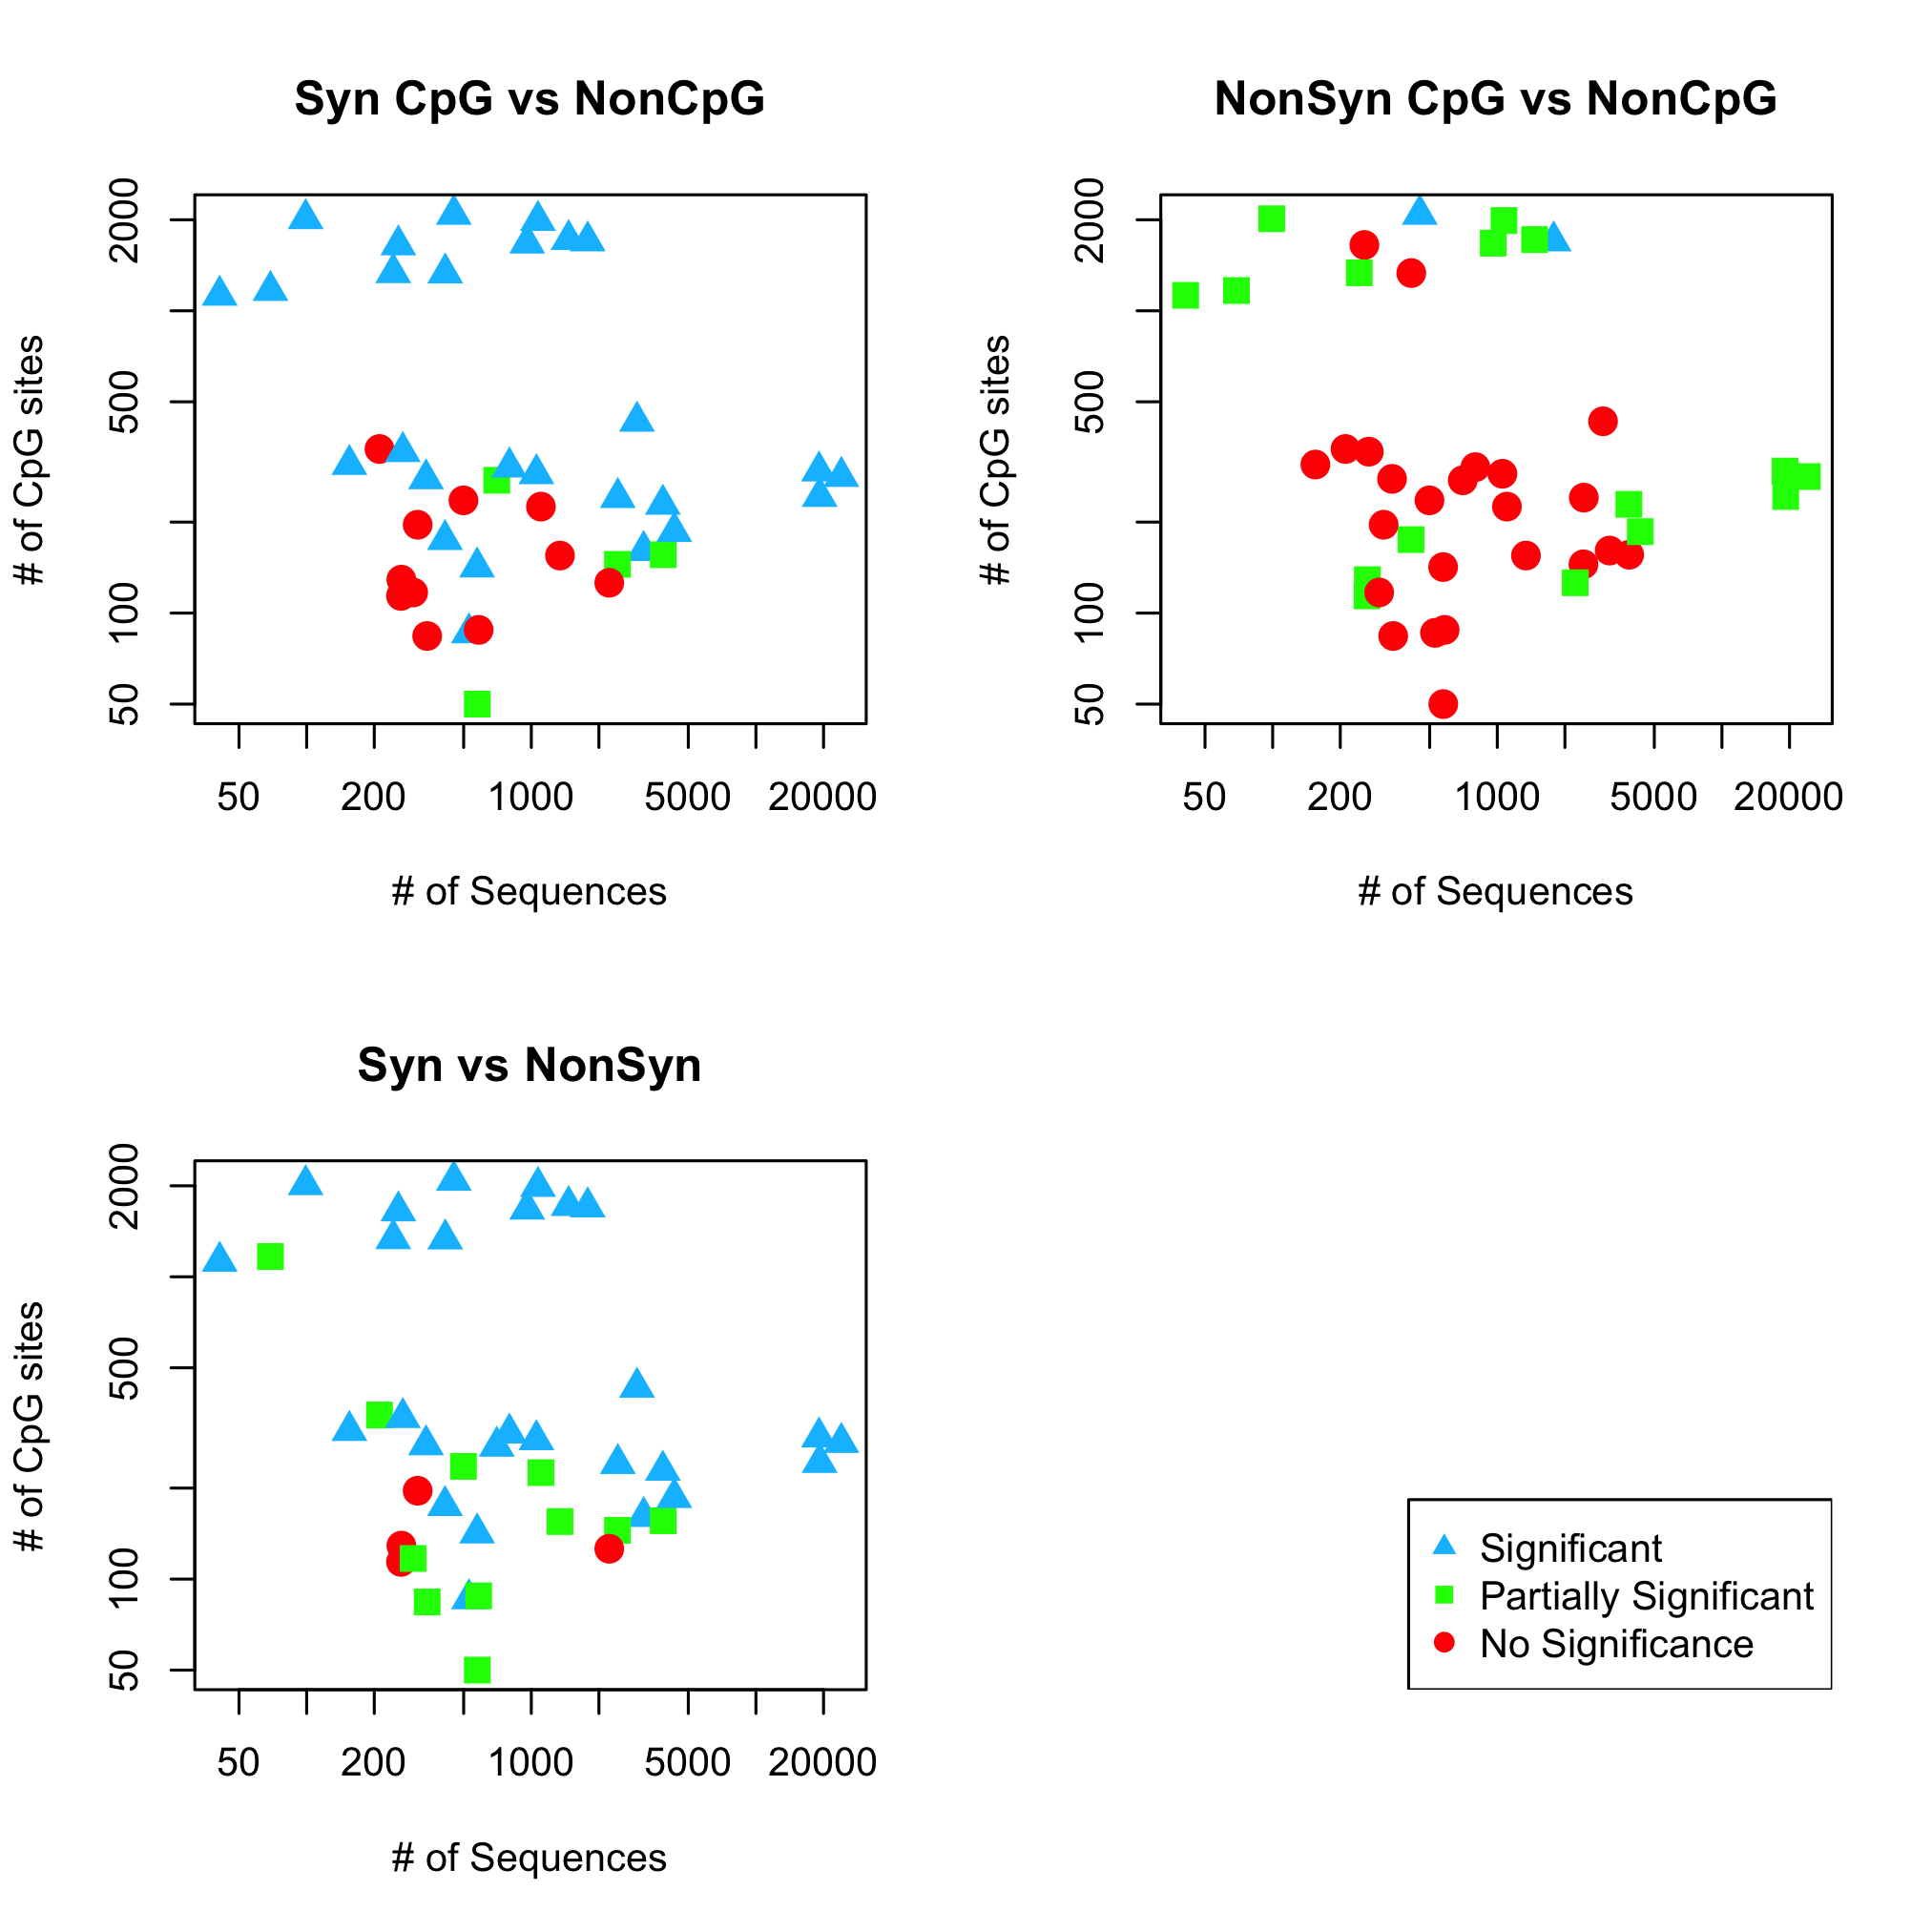 Syn CpG vs NonCpG
# of CpG sites
2000
500
100
50
50 200 1000 5000 20000
# of Sequences
NonSyn CpG vs NonCpG
# of CpG sites
2000
500
100
50
50 200 1000 5000 20000
# of Sequences
Syn vs NonSyn
# of CpG sites
2000
500
100
50
50 200 1000 5000 20000
# of Sequences
Significant
Partially Significant
No Significance